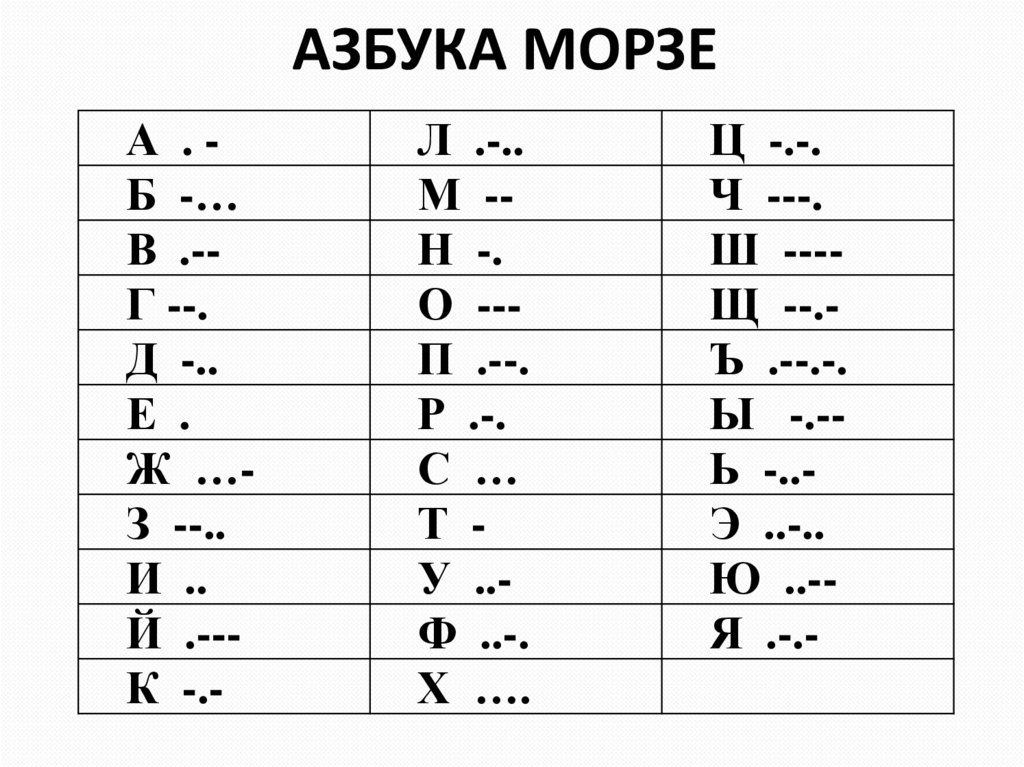 АЗБУКА МОРЗЕ
А . -
Б -…
В .--
Г --.
Д -..
Е .
Ж …-
З --..
И ..
Й .---
К -.-
Л .-..
М --
Н -.
О ---
П .--.
Р .-.
С …
Т -
У ..-
Ф ..-.
Х ….
Ц -.-.
Ч ---.
Ш ----
Щ --.-
Ъ .--.-.
Ы -.--
Ь -..-
Э ..-..
Ю ..--
Я .-.-